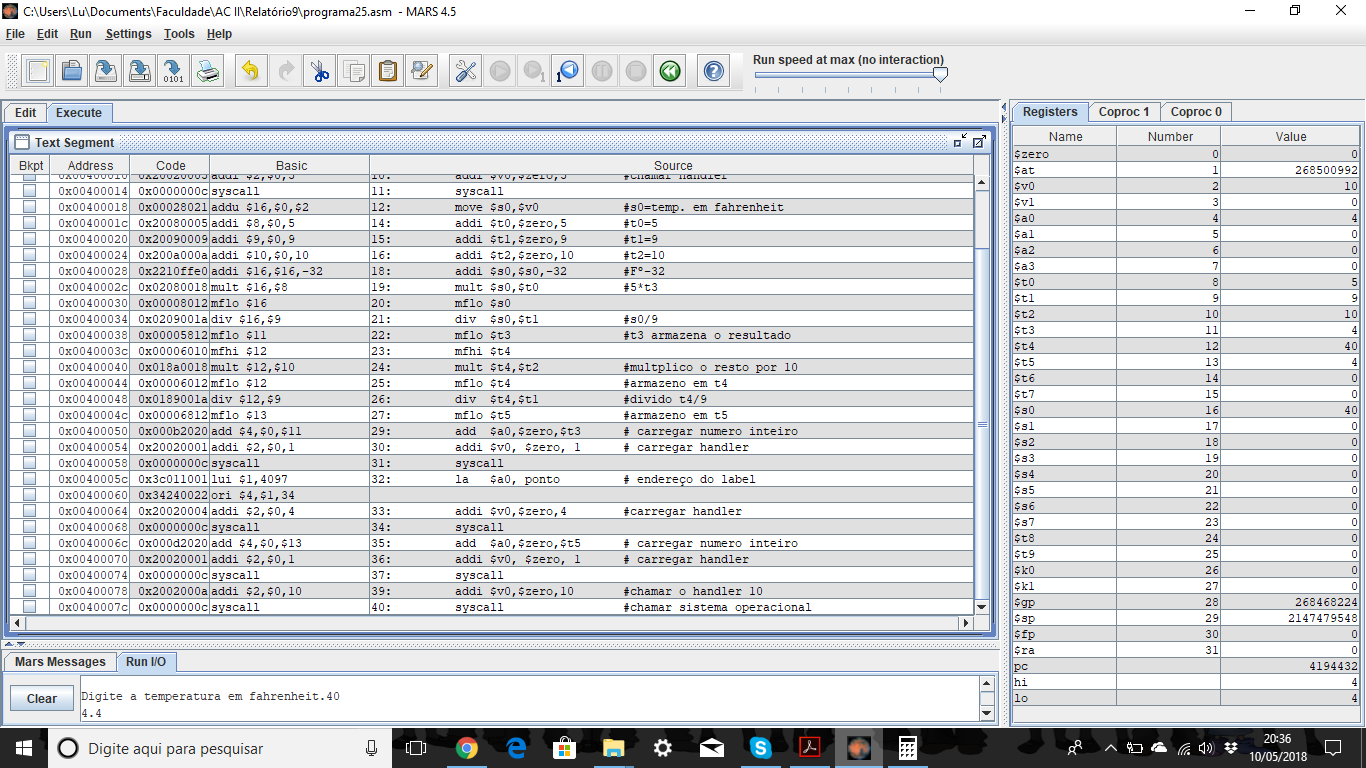 C:\Users\Lu\Documents\Faculdade\AC II\Relatório9\programa25.asm - MARS 4.5
File Edit Run Settings Tools Help
Run speed at max (no interaction)
Edit Execute
Text Segment
Bkpt Address Code Basic Source
0x00400010 0x20020005 addi $2,$0,5 10: addi $v0,$zero,5 #chamar handler
0x00400014 0x0000000c syscall 11: syscall
0x00400018 0x00028021 addu $16,$0,$2 12: move $s0,$v0 #s0=temp. em fahrenheit
0x0040001c 0x20080005 addi $8,$0,5 14: addi $t0,$zero,5 #t0=5
0x00400020 0x20090009 addi $9,$0,9 15: addi $t1,$zero,9 #t1=9
0x00400024 0x200a000a addi $10,$0,10 16: addi $t2,$zero,10 #t2=10
0x00400028 0x2210ffe0 addi $16,$16,-32 18: addi $s0,$s0,-32 #Fº-32
0x0040002c 0x02080018 mult $16,$8 19: mult $s0,$t0 #5*t3
0x00400030 0x00008012 mflo $16 20: mflo $s0
0x00400034 0x0209001a div $16,$9 21: div $s0,$t1 #s0/9
0x00400038 0x00005812 mflo $11 22: mflo $t3 #t3 armazena o resultado
0x0040003c 0x00006010 mfhi $12 23: mfhi $t4
0x00400040 0x018a0018 mult $12,$10 24: mult $t4,$t2 #multplico o resto por 10
0x00400044 0x00006012 mflo $12 25: mflo $t4 #armazeno em t4
0x00400048 0x0189001a div $12,$9 26: div $t4,$t1 #divido t4/9
0x0040004c 0x00006812 mflo $13 27: mflo $t5 #armazeno em t5
0x00400050 0x000b2020 add $4,$0,$11 29: add $a0,$zero,$t3 # carregar numero inteiro
0x00400054 0x20020001 addi $2,$0,1 30: addi $v0, $zero, 1 # carregar handler
0x00400058 0x0000000c syscall 31: syscall
0x0040005c 0x3c011001 lui $1,4097 32: la $a0, ponto # endereço do label
0x00400060 0x34240022 ori $4,$1,34
0x00400064 0x20020004 addi $2,$0,4 33: addi $v0,$zero,4 #carregar handler
0x00400068 0x0000000c syscall 34: syscall
0x0040006c 0x000d2020 add $4,$0,$13 35: add $a0,$zero,$t5 # carregar numero inteiro
0x00400070 0x20020001 addi $2,$0,1 36: addi $v0, $zero, 1 # carregar handler
0x00400074 0x0000000c syscall 37: syscall
0x00400078 0x2002000a addi $2,$0,10 39: addi $v0,$zero,10 #chamar o handler 10
0x0040007c 0x0000000c syscall 40: syscall #chamar sistema operacional
Mars Messages Run I/O
Clear
Digite a temperatura em fahrenheit.40
4.4
Registers Coproc 1 Coproc 0
Name Number Value
$zero 0 0
$at 1 268500992
$v0 2 10
$v1 3 0
$a0 4 4
$a1 5 0
$a2 6 0
$a3 7 0
$t0 8 5
$t1 9 9
$t2 10 10
$t3 11 4
$t4 12 40
$t5 13 4
$t6 14 0
$t7 15 0
$s0 16 40
$s1 17 0
$s2 18 0
$s3 19 0
$s4 20 0
$s5 21 0
$s6 22 0
$s7 23 0
$t8 24 0
$t9 25 0
$k0 26 0
$k1 27 0
$gp 28 268468224
$sp 29 2147479548
$fp 30 0
$ra 31 0
pc 4194432
hi 4
lo 4
Digite aqui para pesquisar
20:36
10/05/2018